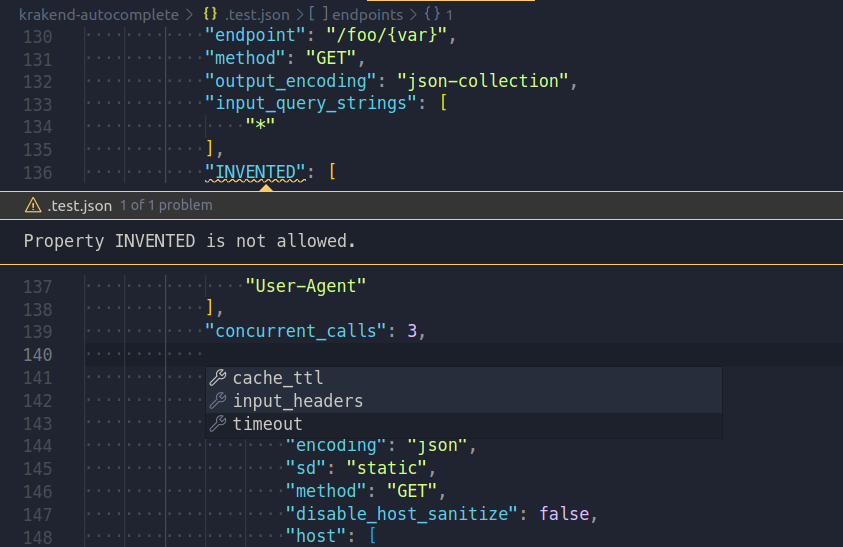 krakend-autocomplete > {} .test.json > [ ] endpoints > {} 1
130 "endpoint": "/foo/{var}",
131 "method": "GET",
132 "output_encoding": "json-collection",
133 "input_query_strings": [
134 "*"
135 ],
136 "INVENTED": [
.test.json 1 of 1 problem
Property INVENTED is not allowed.
137 "User-Agent"
138 ],
139 "concurrent_calls": 3,
140
141 cache_ttl
142 input_headers
143 timeout
144 "encoding": "json",
145 "sd": "static",
146 "method": "GET",
147 "disable_host_sanitize": false,
148 "host": [